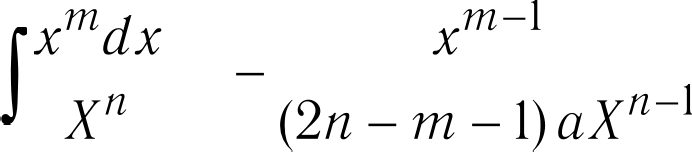 ∫ x^m dx / X^n − x^{m−1} / (2n − m − 1) a X^{n−1}